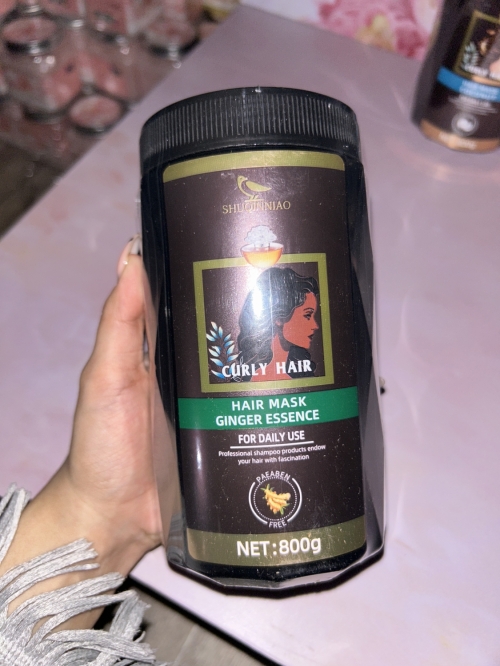 CURLY HAIR
HAIR MASK
GINGER ESSENCE
FOR DAILY USE
Professional shampoo products endow
your hair with fascination
PAEABEN
FREE
NET:800g